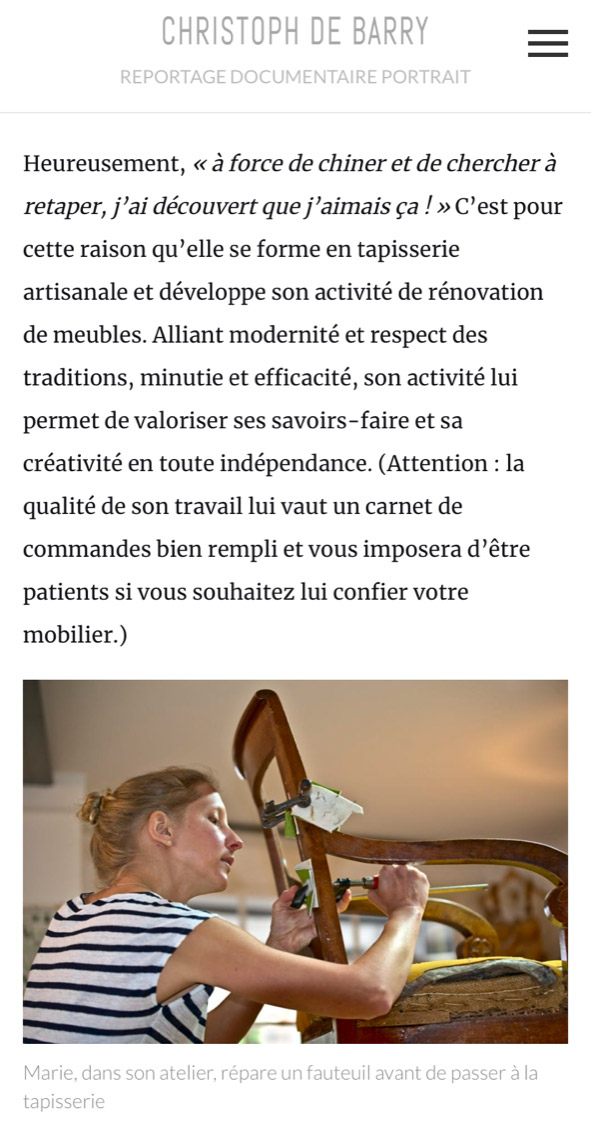 CHRISTOPH DE BARRY
REPORTAGE DOCUMENTAIRE PORTRAIT
Heureusement, « à force de chiner et de chercher à
retaper, j’ai découvert que j’aimais ça ! » C’est pour
cette raison qu’elle se forme en tapisserie
artisanale et développe son activité de rénovation
de meubles. Alliant modernité et respect des
traditions, minutie et efficacité, son activité lui
permet de valoriser ses savoirs-faire et sa
créativité en toute indépendance. (Attention : la
qualité de son travail lui vaut un carnet de
commandes bien rempli et vous imposera d’être
patients si vous souhaitez lui confier votre
mobilier.)
Marie, dans son atelier, répare un fauteuil avant de passer à la
tapisserie